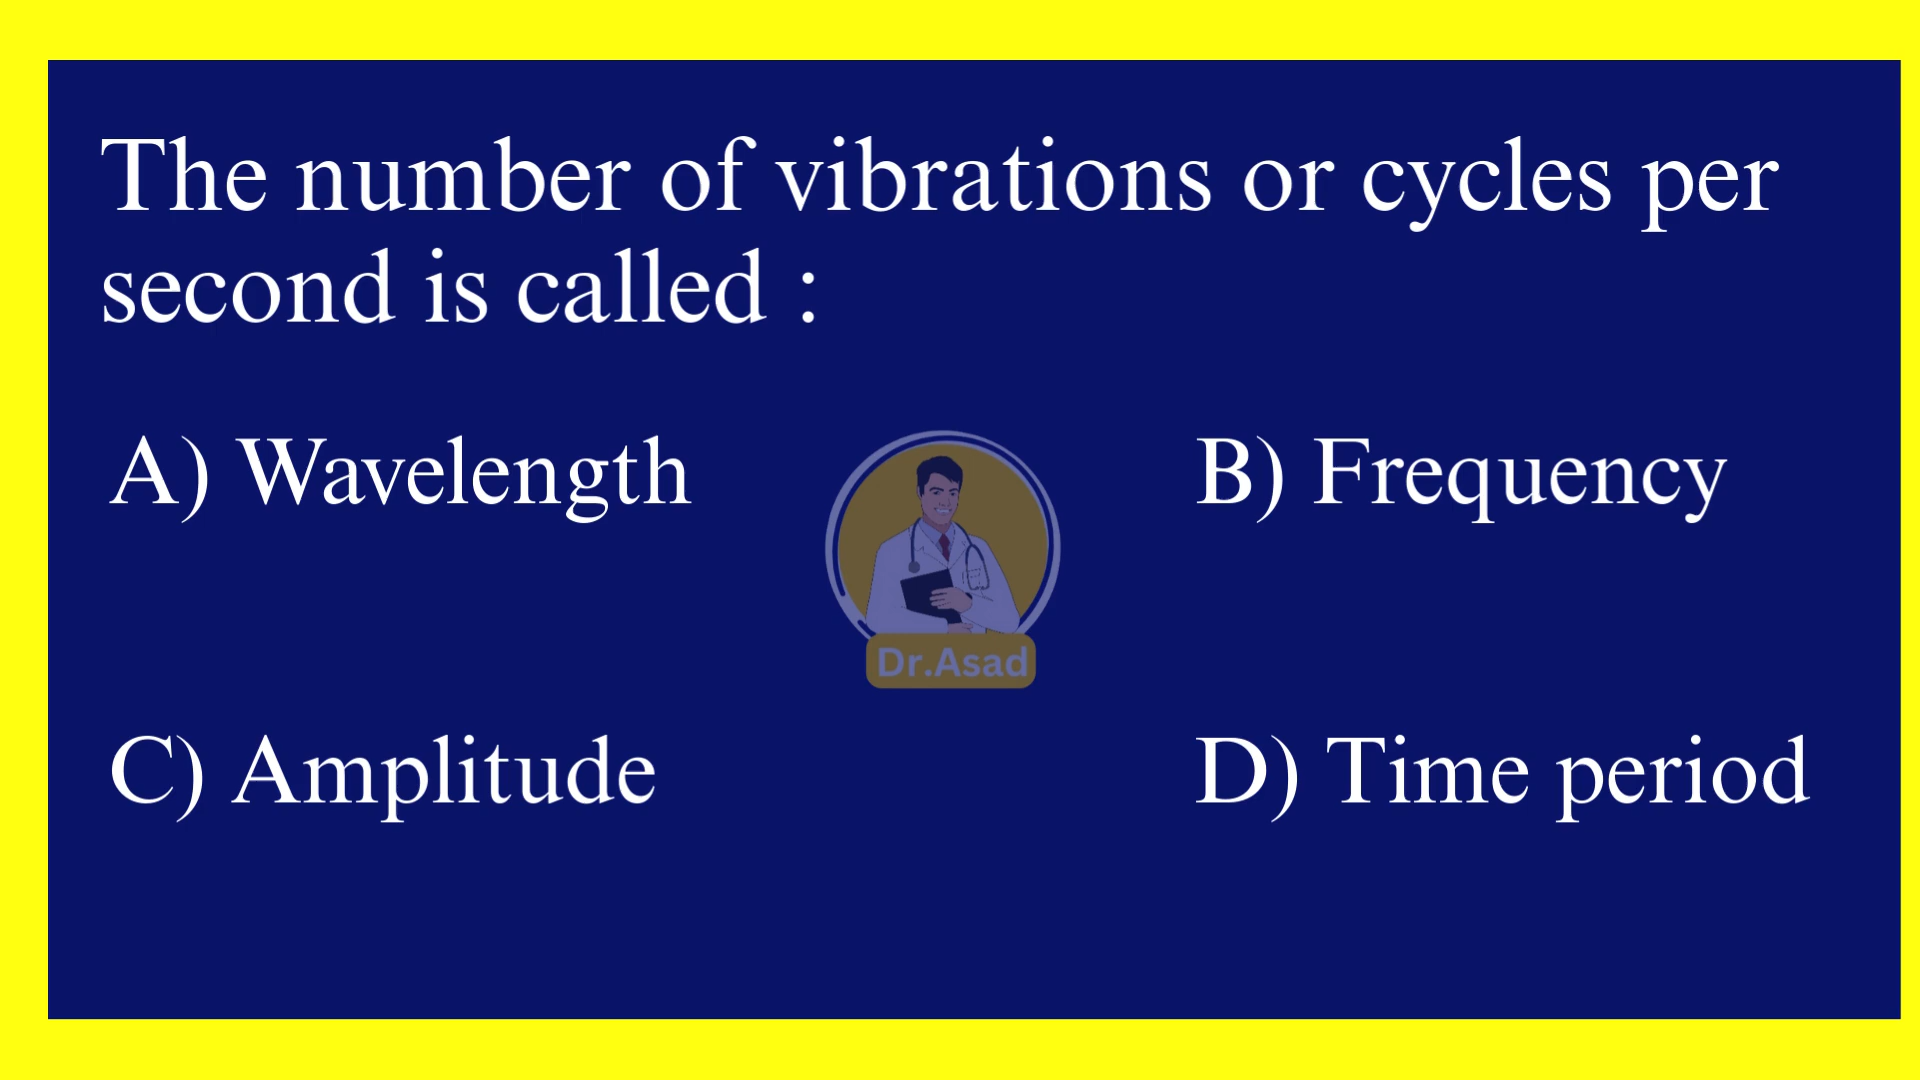 The number of vibrations or cycles per
second is called :
A) Wavelength
B) Frequency
Dr.Asad
C) Amplitude
D) Time period